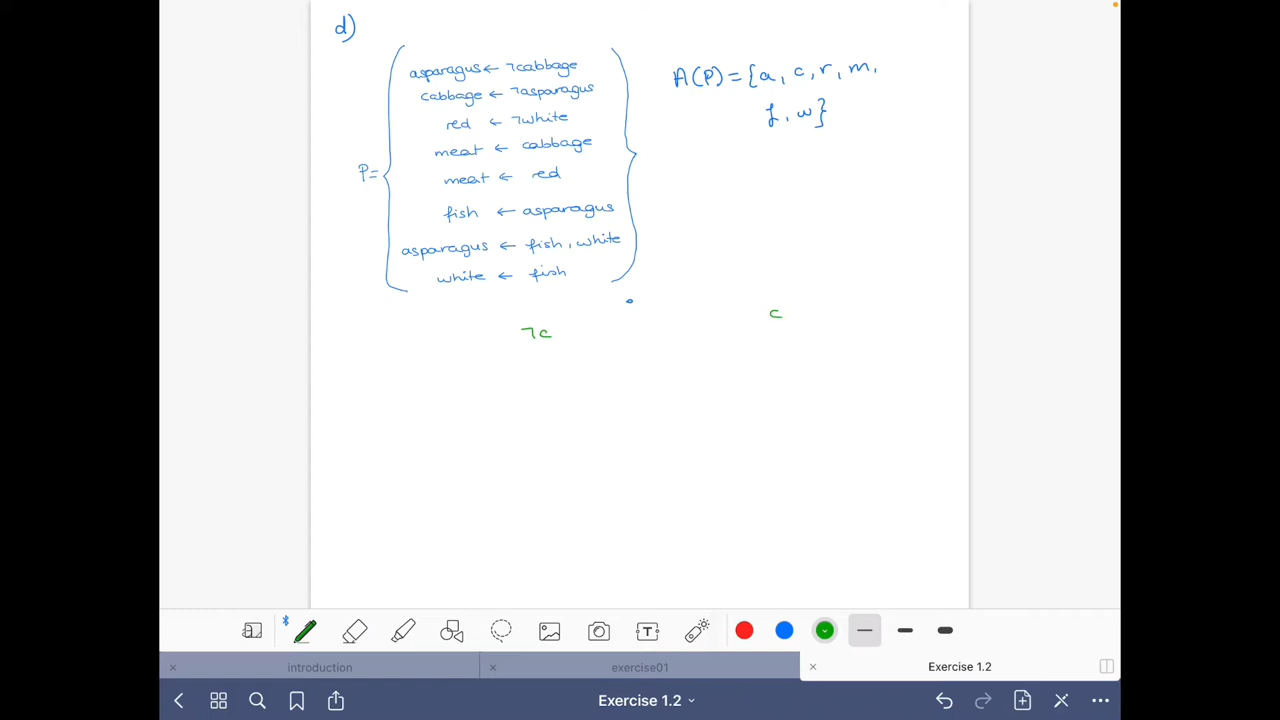 d)
asparagus ← ¬cabbage
cabbage ← ¬asparagus
red ← ¬white
meat ← cabbage
P=
meat ← red
fish ← asparagus
asparagus ← fish, white
white ← fish
A(P) = {a, c, r, m,
f, w}
¬c
c
T
introduction
exercise01
Exercise 1.2
Exercise 1.2